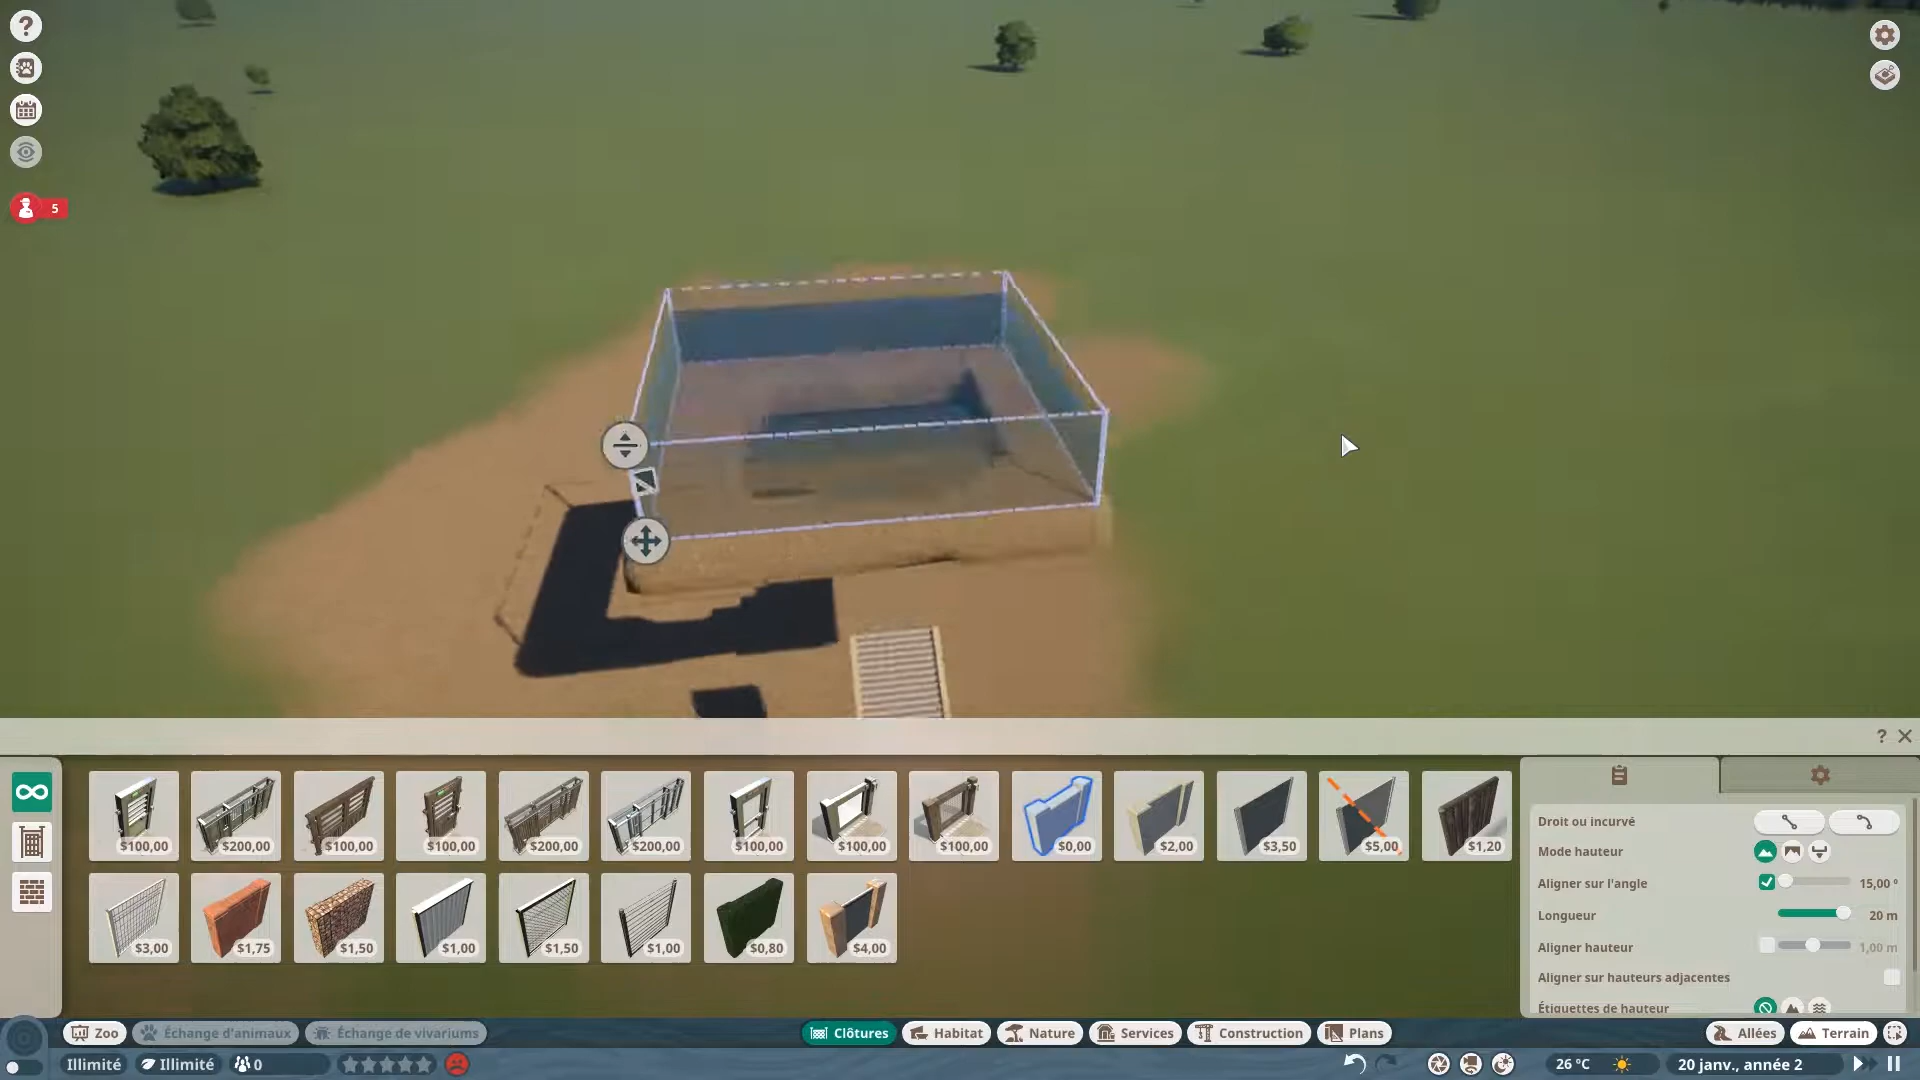 ?
5
? 
$100,00
$200,00
$100,00
$100,00
$200,00
$200,00
$100,00
$100,00
$100,00
$0,00
$2,00
$3,50
$5,00
$1,20
$3,00
$1,75
$1,50
$1,00
$1,50
$1,00
$0,80
$4,00
Droit ou incurvé
Mode hauteur
Aligner sur l'angle 15,00 °
Longueur 20 m
Aligner hauteur 1,00 m
Aligner sur hauteurs adjacentes
Étiquettes de hauteur
Zoo
Échange d'animaux
Échange de vivariums
Clôtures
Habitat
Nature
Services
Construction
Plans
Allées
Terrain
Illimité
Illimité
0
26 °C
20 janv., année 2